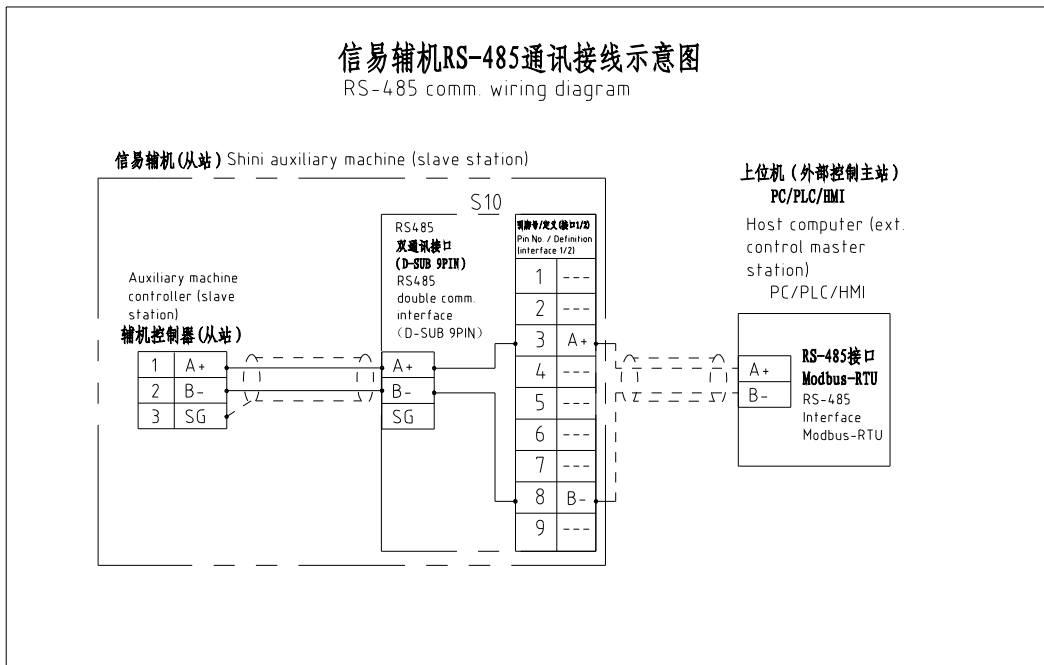 信易辅机RS-485通讯接线示意图
RS-485 comm. wiring diagram
信易辅机(从站) Shini auxiliary machine (slave station)
上位机（外部控制主站）
PC/PLC/HMI
Host computer (ext.
control master
station)
PC/PLC/HMI
S10
RS485
双通讯接口
(D-SUB 9PIN)
RS485
double comm.
interface
（D-SUB 9PIN）
Pin No. / Definition
(interface 1/2)
Auxiliary machine
controller (slave
station)
辅机控制器(从站)
1 A+
2 B-
3 SG
A+
B-
SG
1 ---
2 ---
3 A+
4 ---
5 ---
6 ---
7 ---
8 B-
9 ---
A+
B-
RS-485接口
Modbus-RTU
RS-485
Interface
Modbus-RTU